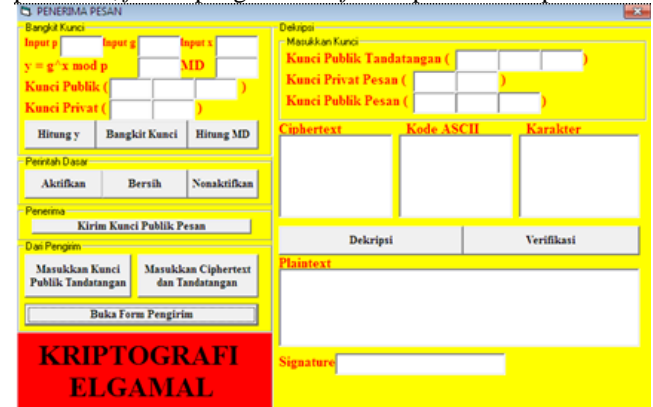 PENERIMA PESAN
Bangkit Kunci
Input p Input g Input x
y = g^x mod p MD
Kunci Publik ( )
Kunci Privat ( )
Hitung y Bangkit Kunci Hitung MD
Perintah Dasar
Aktifkan Bersih Nonaktifkan
Penerima
Kirim Kunci Publik Pesan
Dari Pengirim
Masukkan Kunci Publik Tandatangan
Masukkan Ciphertext dan Tandatangan
Buka Form Pengirim
KRIPTOGRAFI
ELGAMAL
Dekripsi
Masukkan Kunci
Kunci Publik Tandatangan ( )
Kunci Privat Pesan ( )
Kunci Publik Pesan ( )
Ciphertext Kode ASCII Karakter
Dekripsi Verifikasi
Plaintext
Signature